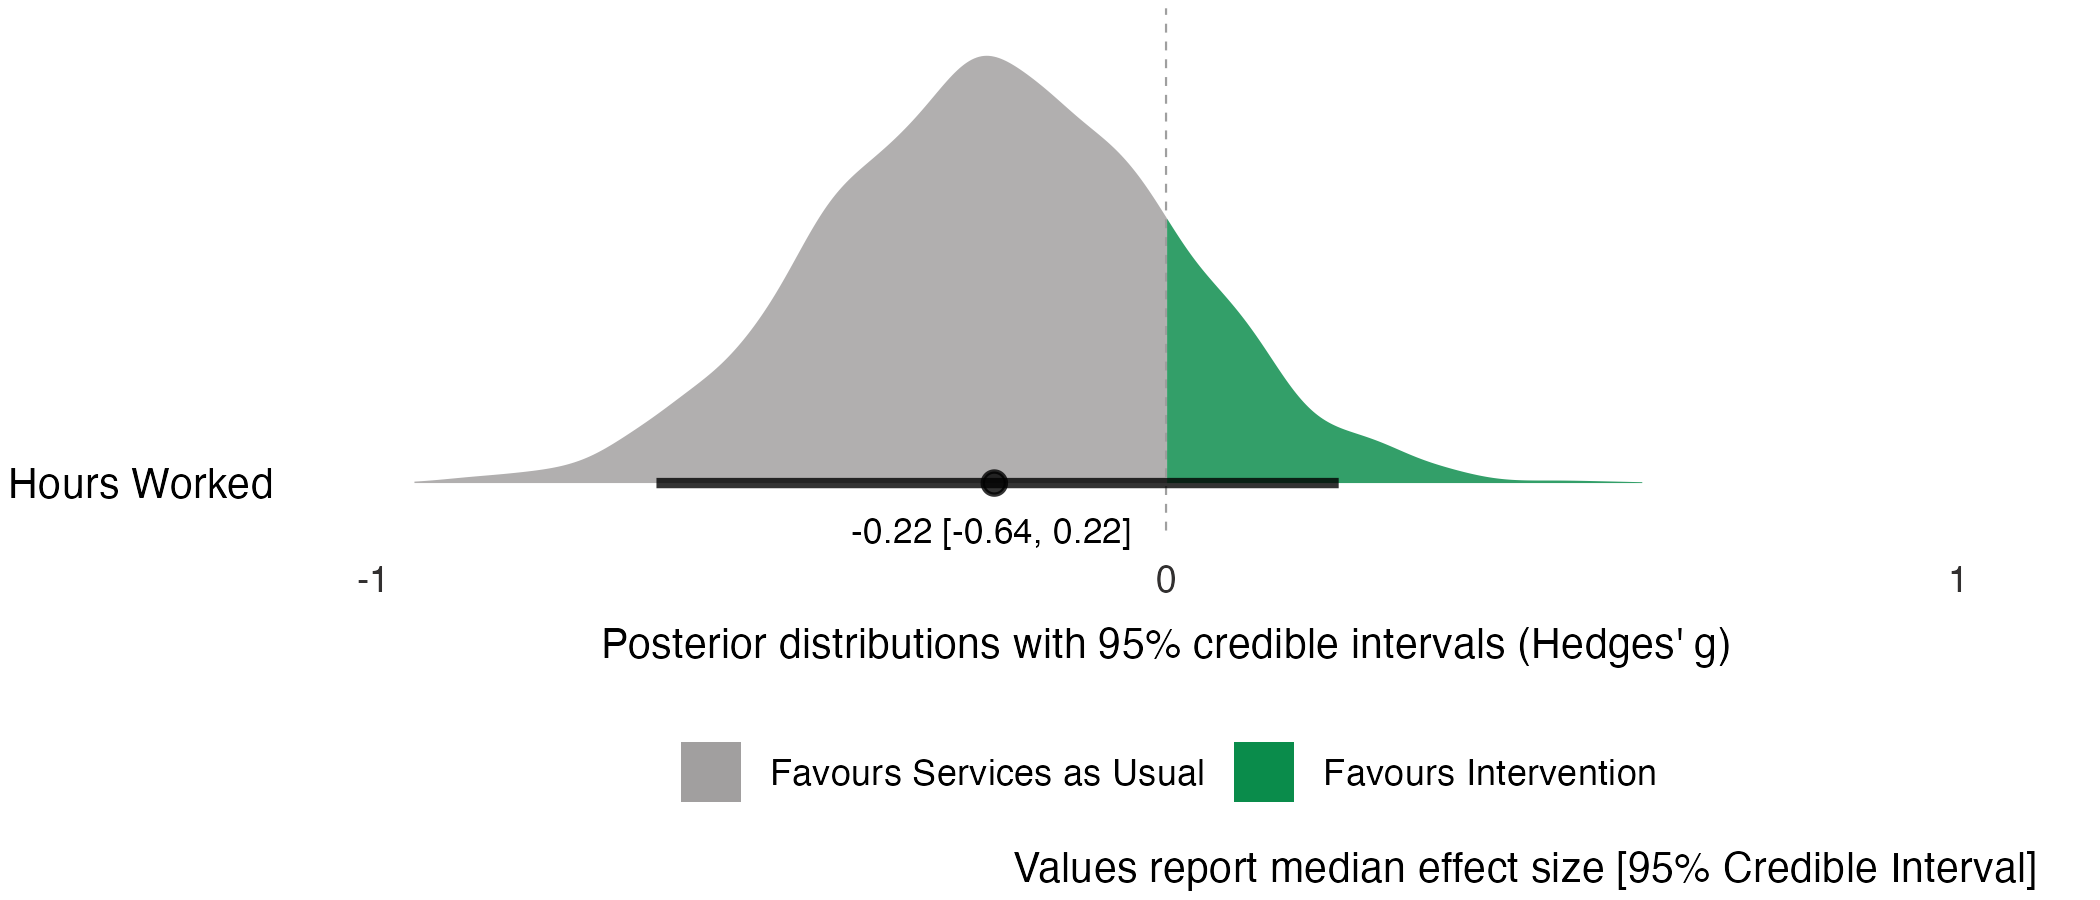 Hours Worked
-0.22 [-0.64, 0.22]
-1 0 1
Posterior distributions with 95% credible intervals (Hedges' g)
Favours Services as Usual Favours Intervention
Values report median effect size [95% Credible Interval]